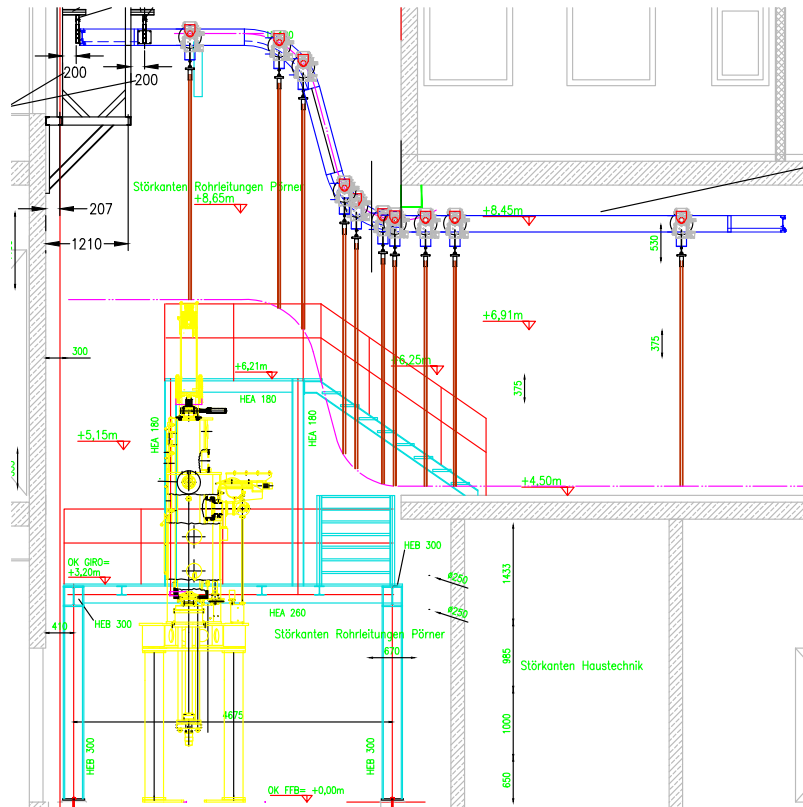 200
200
Störkanten Rohrleitungen Pörner
+8,65m
207
+8,45m
1210
530
+6,91m
300
375
+6,21m
+6,25m
375
HEA 180
HEA 180
HEA 180
+5,15m
+4,50m
OK GIRO=
+3,20m
HEB 300
1433
ø250
HEA 260
ø250
HEB 300
410
Störkanten Rohrleitungen Pörner
670
985
Störkanten Haustechnik
4675
1000
HEB 300
HEB 300
650
OK FFB= +0,00m